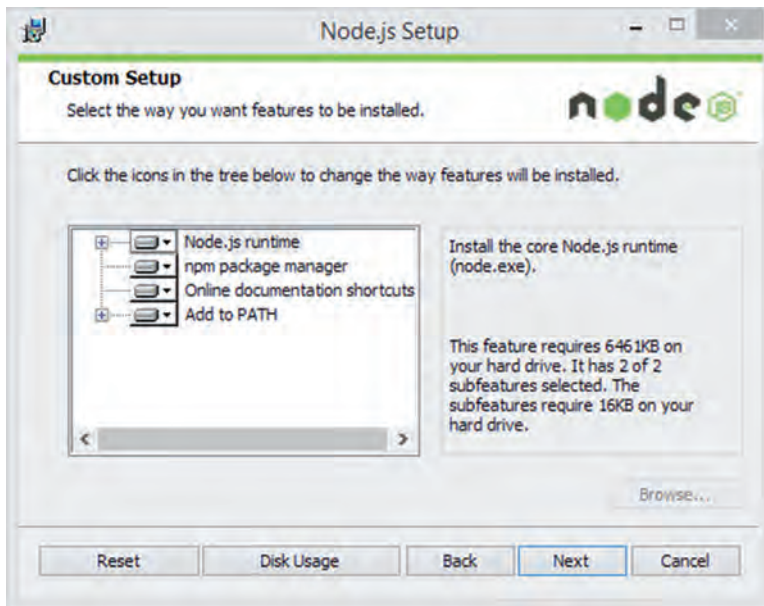 Node.js Setup
Custom Setup
Select the way you want features to be installed.
node
JS
Click the icons in the tree below to change the way features will be installed.
Node.js runtime
npm package manager
Online documentation shortcuts
Add to PATH
Install the core Node.js runtime
(node.exe).
This feature requires 6461KB on
your hard drive. It has 2 of 2
subfeatures selected. The
subfeatures require 16KB on your
hard drive.
Browse...
Reset
Disk Usage
Back
Next
Cancel